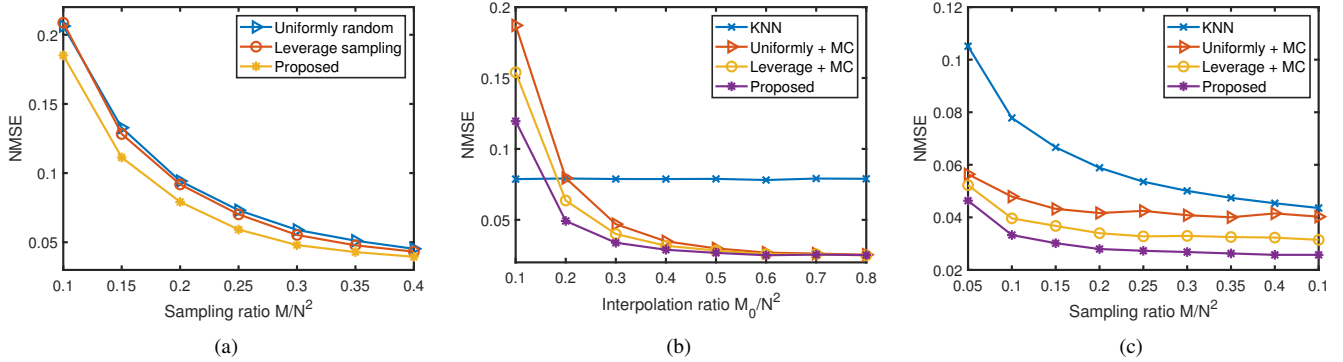 0.2
0.15
0.1
0.05
NMSE
Uniformly random
Leverage sampling
Proposed
0.1 0.15 0.2 0.25 0.3 0.35 0.4
Sampling ratio M/N²
(a)
0.2
0.15
0.1
0.05
NMSE
KNN
Uniformly + MC
Leverage + MC
Proposed
0.1 0.2 0.3 0.4 0.5 0.6 0.7 0.8
Interpolation ratio M₀/N²
(b)
0.12
0.1
0.08
0.06
0.04
0.02
NMSE
KNN
Uniformly + MC
Leverage + MC
Proposed
0.05 0.1 0.15 0.2 0.25 0.3 0.35 0.4 0.1
Sampling ratio M/N²
(c)